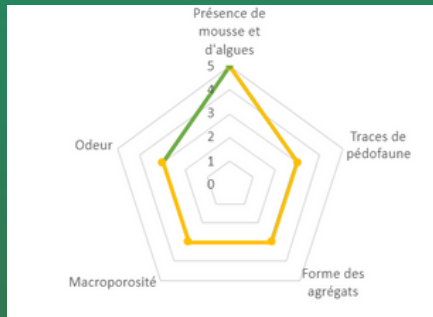 Présence de
mousse et
d'algues
5
4
3
2
1
0
Odeur
Traces de
pédofaune
Macroporosité
Forme des
agrégats